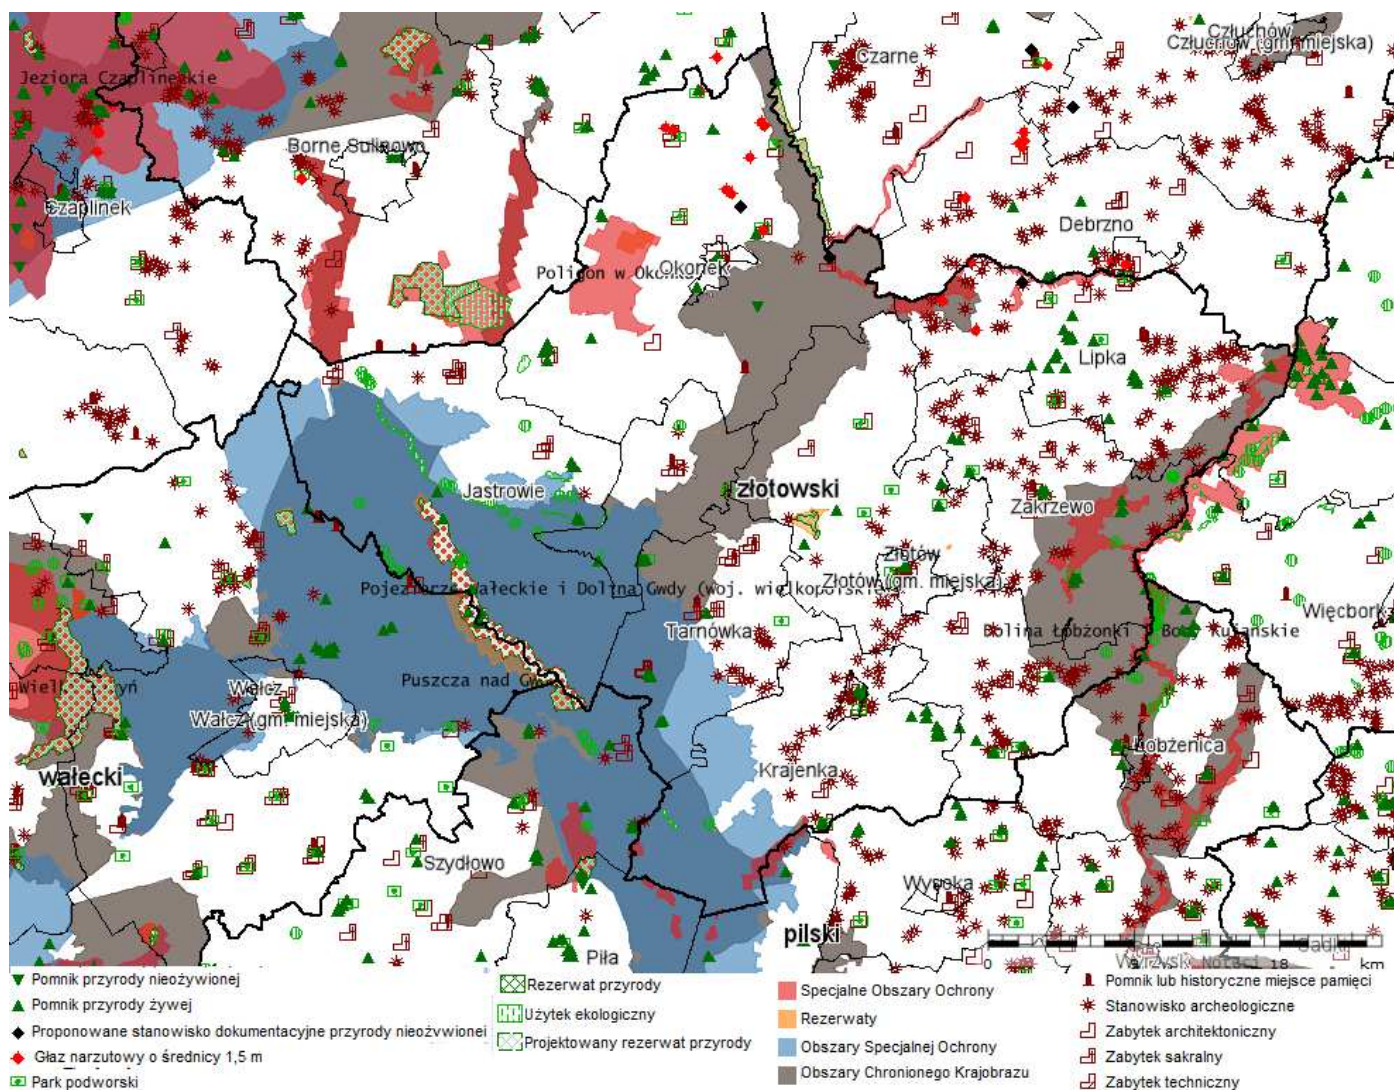 Człuchów
Człuchów (gm. miejska)
Czarne
Jeziora Czaplineckie
Borne Sulinowo
Czaplinek
Debrzno
Poligon w Okonku
Okonek
Lipka
Jastrowie
złotowski
Zakrzewo
Złotów
Złotów (gm. miejska)
Pojezierze Wałeckie i Dolina Gwdy (woj. wielkopolskie)
Więcbork
Tarnówka
Dolina Łobżonki i Bory Kujańskie
Puszcza nad Gwdą
Wałcz
Wałcz (gm. miejska)
Łobżenica
wałecki
Krajenka
Szydłowo
Wysoka
pilski
Piła
0
18
km
Pomnik przyrody nieożywionej
Pomnik przyrody żywej
Proponowane stanowisko dokumentacyjne przyrody nieożywionej
Głaz narzutowy o średnicy 1,5 m
Park podworski
Rezerwat przyrody
Użytek ekologiczny
Projektowany rezerwat przyrody
Specjalne Obszary Ochrony
Rezerwaty
Obszary Specjalnej Ochrony
Obszary Chronionego Krajobrazu
Pomnik lub historyczne miejsce pamięci
Stanowisko archeologiczne
Zabytek architektoniczny
Zabytek sakralny
Zabytek techniczny